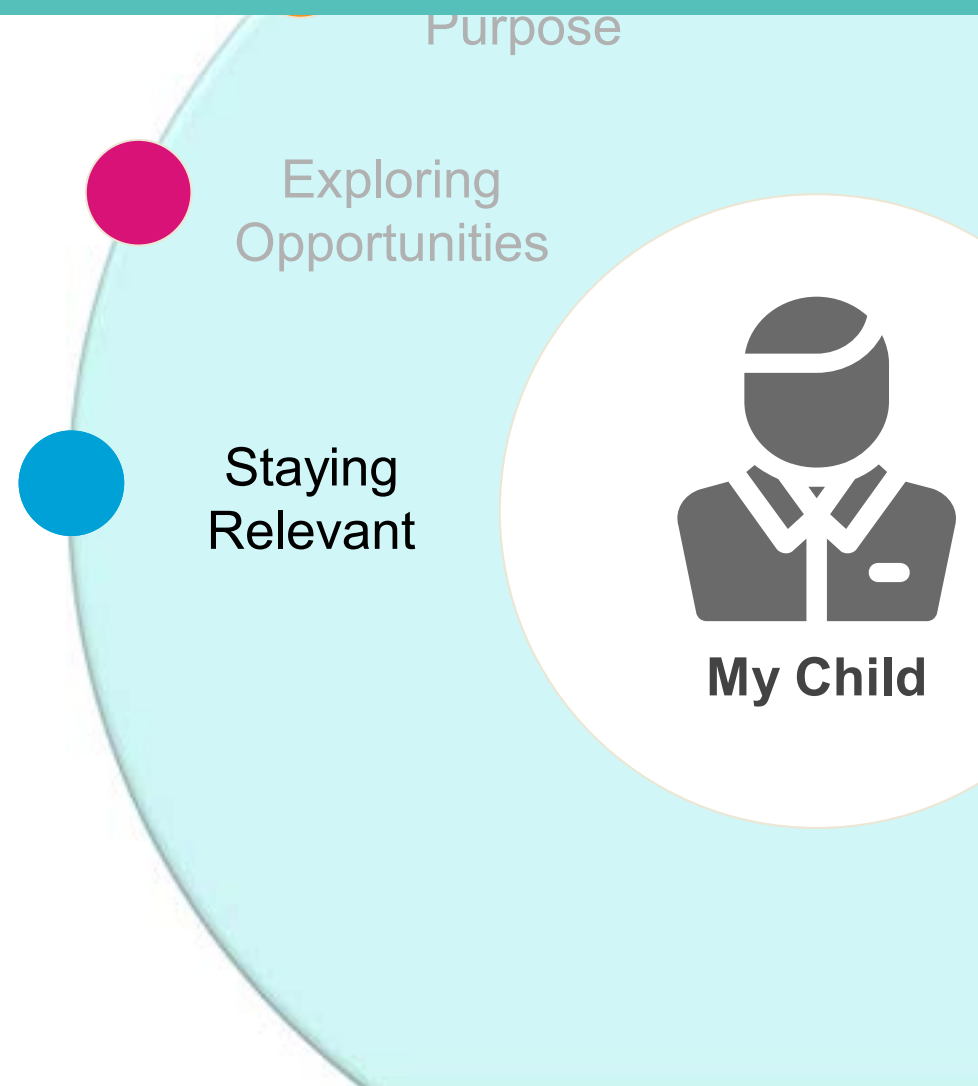 Purpose
Exploring
Opportunities
Staying
Relevant
My Child